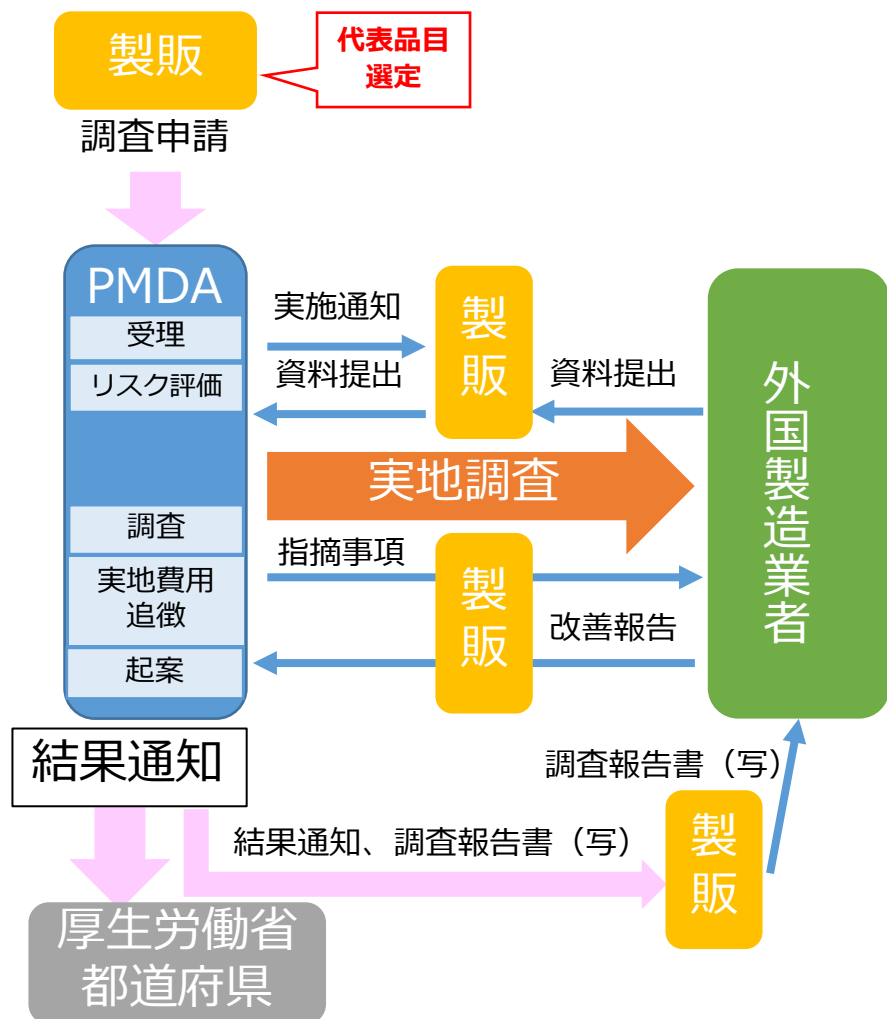 製販
代表品目
選定
調査申請
PMDA
受理
リスク評価
調査
実地費用
追徴
起案
実施通知
資料提出
製
販
資料提出
実地調査
指摘事項
製
販
改善報告
外
国
製
造
業
者
結果通知
調査報告書（写）
結果通知、調査報告書（写）
製
販
厚生労働省
都道府県